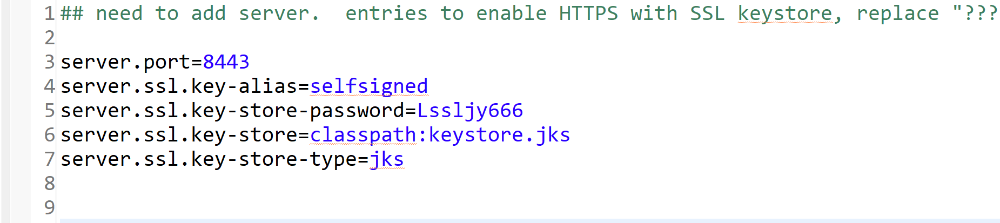 1 ## need to add server.  entries to enable HTTPS with SSL keystore, replace "???
2
3 server.port=8443
4 server.ssl.key-alias=selfsigned
5 server.ssl.key-store-password=Lssljy666
6 server.ssl.key-store=classpath:keystore.jks
7 server.ssl.key-store-type=jks
8
9